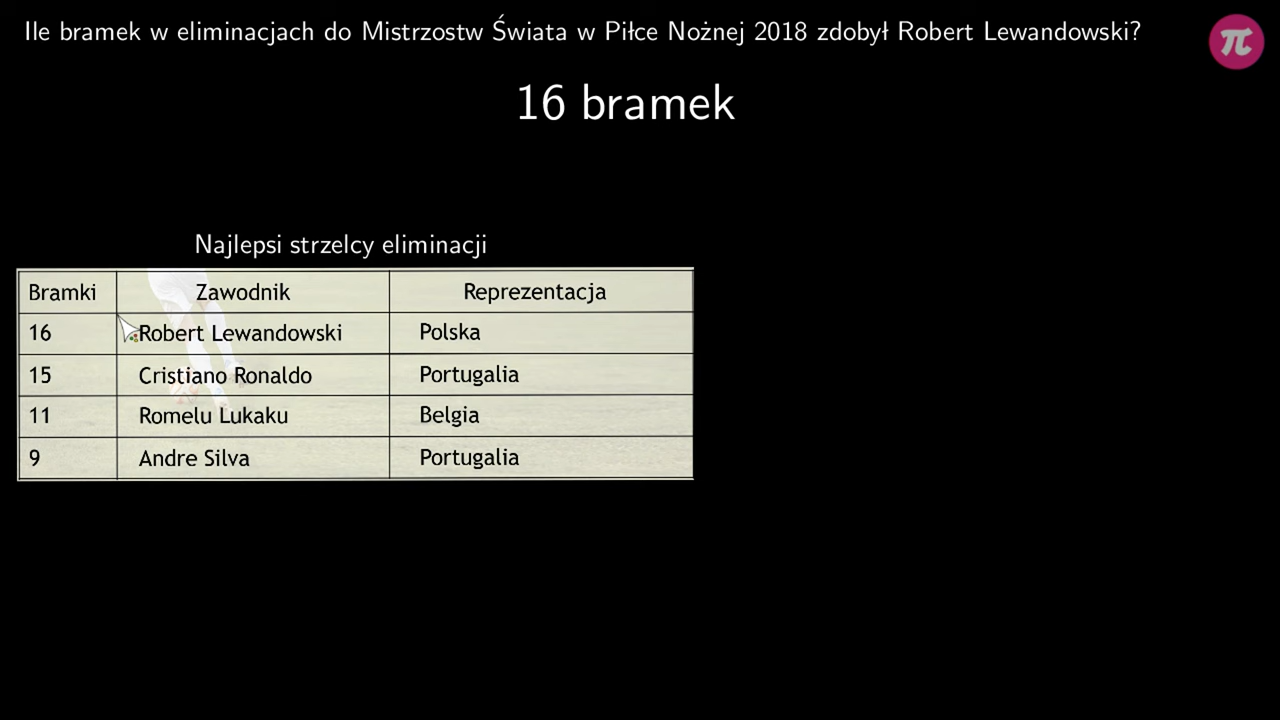 Ile bramek w eliminacjach do Mistrzostw Świata w Piłce Nożnej 2018 zdobył Robert Lewandowski?
π
16 bramek
Najlepsi strzelcy eliminacji
Bramki Zawodnik Reprezentacja
16 Robert Lewandowski Polska
15 Cristiano Ronaldo Portugalia
11 Romelu Lukaku Belgia
9 Andre Silva Portugalia